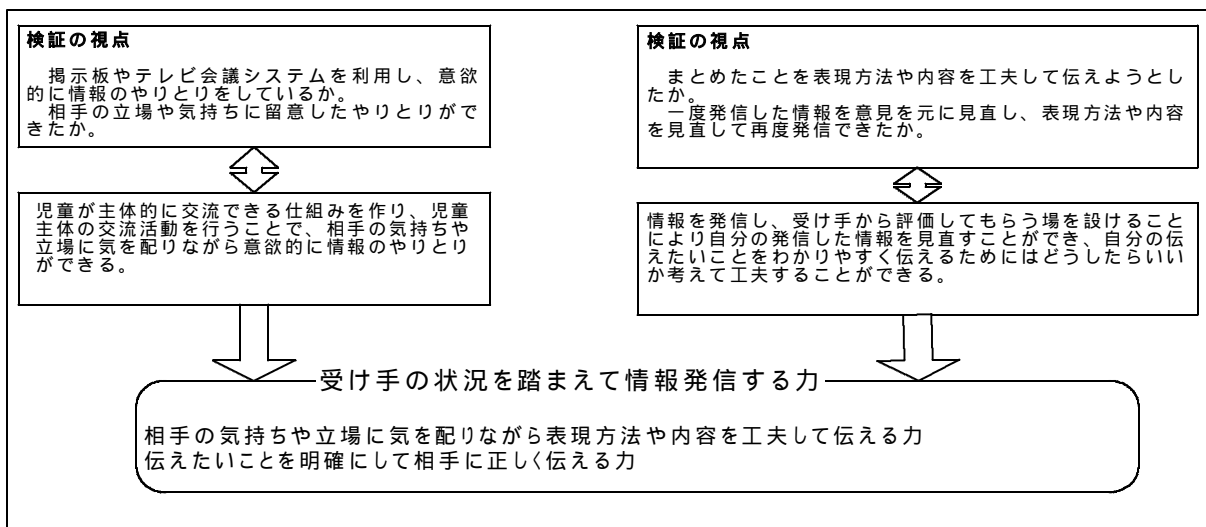 検証の視点
掲示板やテレビ会議システムを利用し、意欲
的に情報のやりとりをしているか。
相手の立場や気持ちに留意したやりとりがで
きたか。
児童が主体的に交流できる仕組みを作り、児童
主体の交流活動を行うことで、相手の気持ちや
立場に気を配りながら意欲的に情報のやりとり
ができる。
検証の視点
まとめたことを表現方法や内容を工夫して伝えようとし
たか。
一度発信した情報を意見を元に見直し、表現方法や内容
を見直して再度発信できたか。
情報を発信し、受け手から評価してもらう場を設けること
により自分の発信した情報を見直すことができ、自分の伝
えたいことをわかりやすく伝えるためにはどうしたらいい
か考えて工夫することができる。
受け手の状況を踏まえて情報発信する力
相手の気持ちや立場に気を配りながら表現方法や内容を工夫して伝える力
伝えたいことを明確にして相手に正しく伝える力